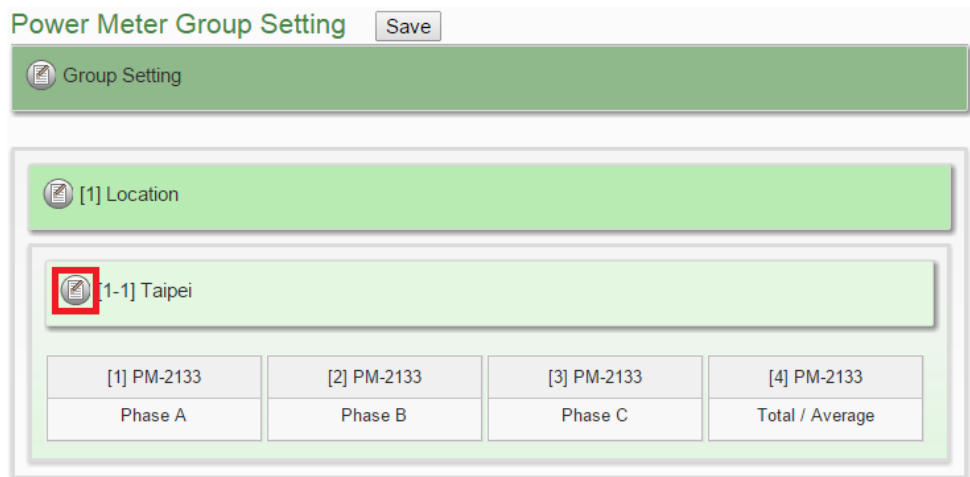 Power Meter Group Setting Save
Group Setting
[1] Location
[1-1] Taipei
[1] PM-2133 [2] PM-2133 [3] PM-2133 [4] PM-2133
Phase A Phase B Phase C Total / Average